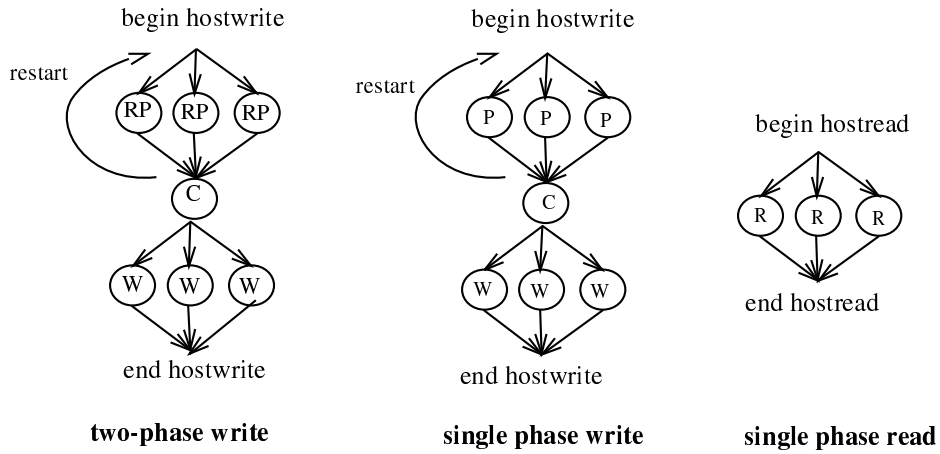 begin hostwrite
restart
RP RP RP
C
W W W
end hostwrite
two-phase write
begin hostwrite
restart
P P P
C
W W W
end hostwrite
single phase write
begin hostread
R R R
end hostread
single phase read